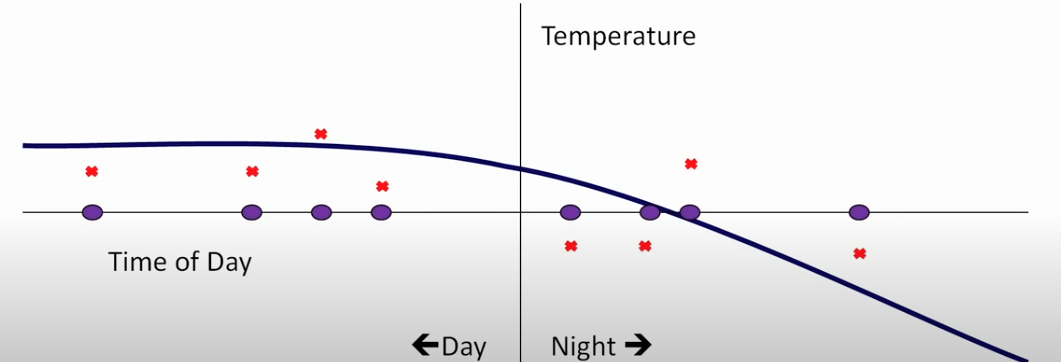 Temperature
Time of Day
🡸Day
Night 🡺